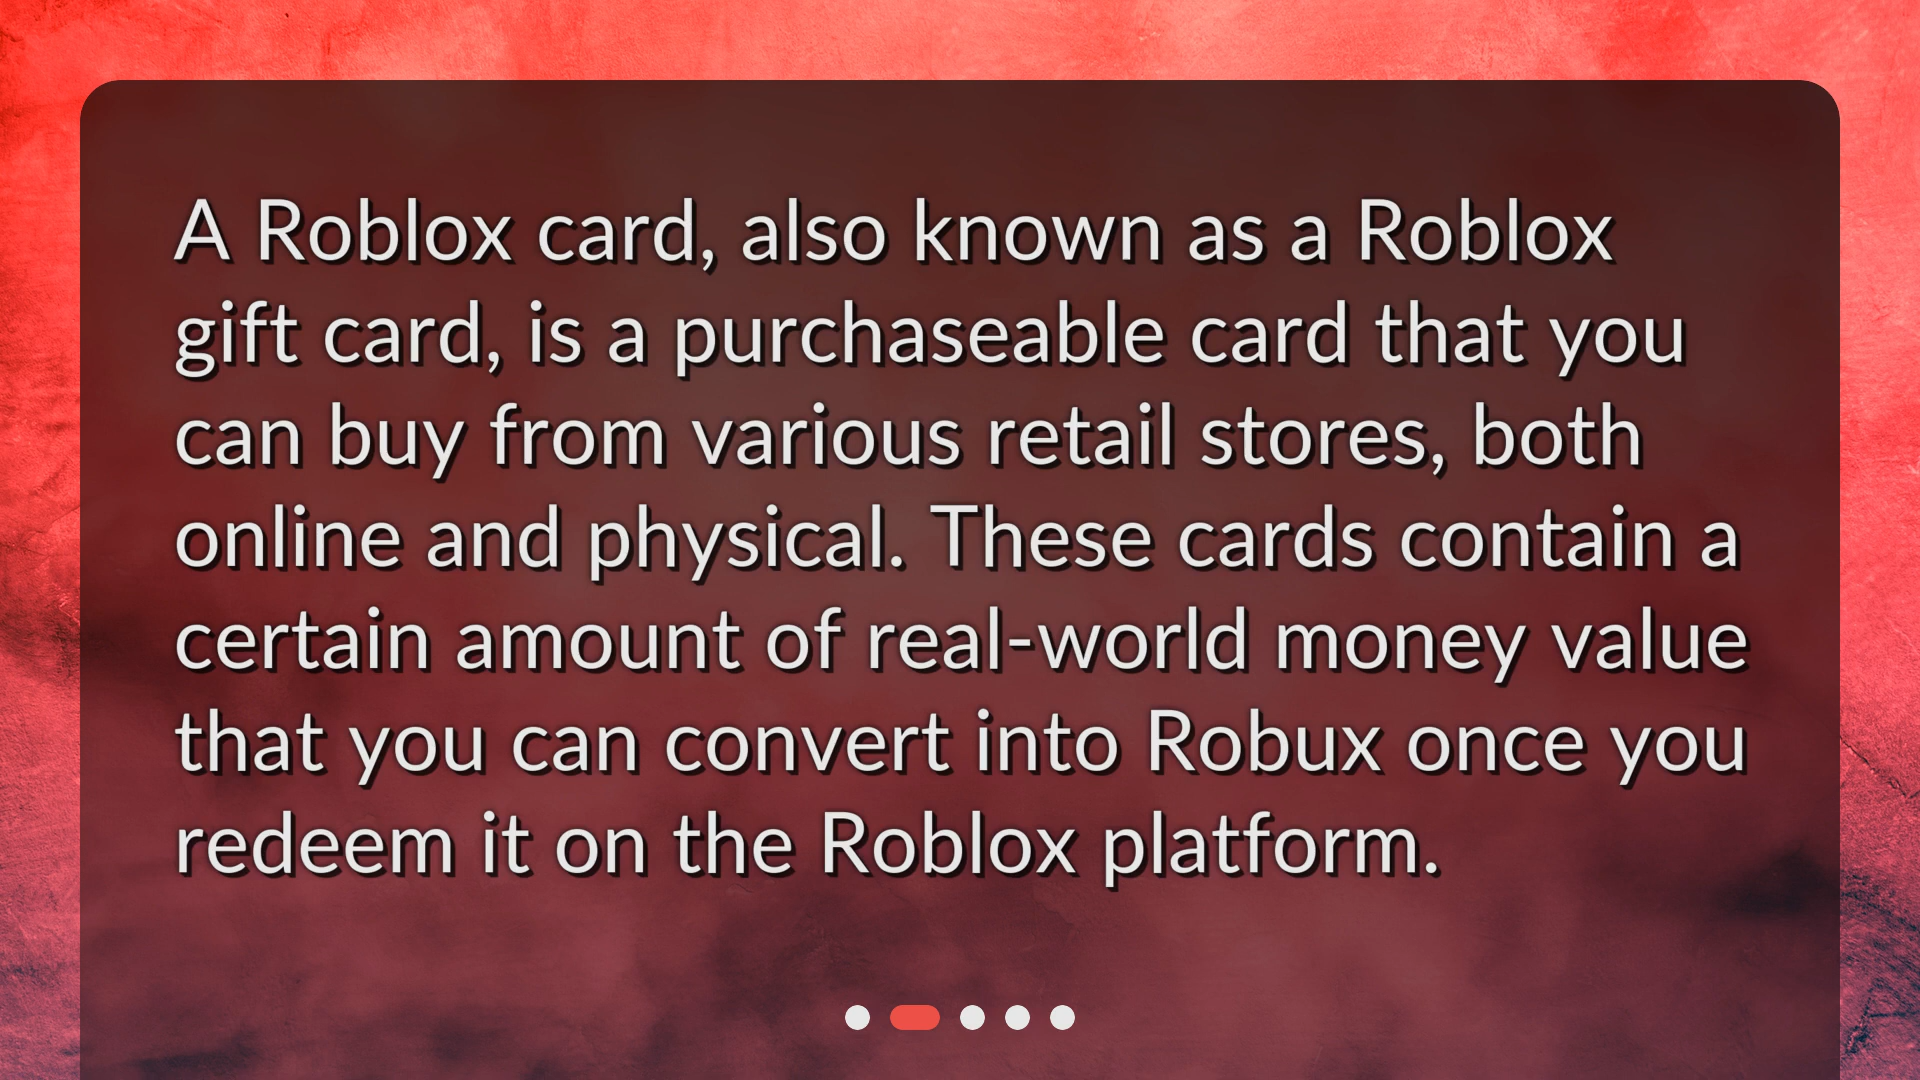 A Roblox card, also known as a Roblox
gift card, is a purchaseable card that you
can buy from various retail stores, both
online and physical. These cards contain a
certain amount of real-world money value
that you can convert into Robux once you
redeem it on the Roblox platform.